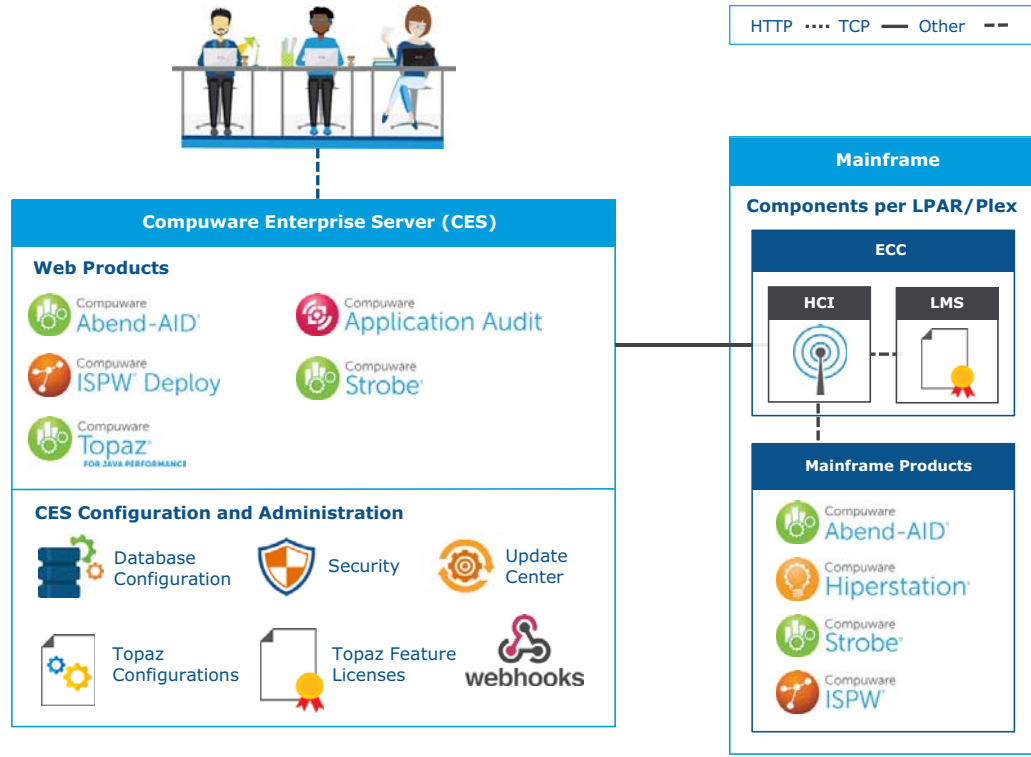 HTTP TCP Other
Compuware Enterprise Server (CES)
Web Products
Compuware
Abend-AID®
Compuware
Application Audit
Compuware
ISPW® Deploy
Compuware
Strobe®
Compuware
Topaz®
FOR JAVA PERFORMANCE
CES Configuration and Administration
Database
Configuration
Security
Update
Center
Topaz
Configurations
Topaz Feature
Licenses
webhooks
Mainframe
Components per LPAR/Plex
ECC
HCI
LMS
Mainframe Products
Compuware
Abend-AID®
Compuware
Hiperstation®
Compuware
Strobe®
Compuware
ISPW®